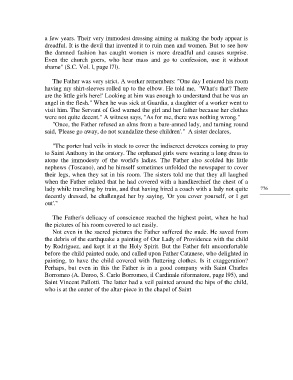 a few years. Their very immodest dressing aiming at making the body appear is
dreadful. It is the devil that invented it to ruin men and women. But to see how
the damned fashion has caught women is more dreadful and causes surprise.
Even the church goers, who hear mass and go to confession, use it without
shame" (S.C. Vol. I, page 171).
The Father was very strict. A worker remembers: "One day I entered his room
having my shirt-sleeves rolled up to the elbow. He told me, 'What's that? There
are the little girls here!' Looking at him was enough to understand that he was an
angel in the flesh." When he was sick at Guardia, a daughter of a worker went to
visit him. The Servant of God warned the girl and her father because her clothes
were not quite decent." A witness says, "As for me, there was nothing wrong."
"Once, the Father refused an alms from a bare-armed lady, and turning round
said, 'Please go away, do not scandalize these children'." A sister declares,
"The porter had veils in stock to cover the indiscreet devotees coming to pray
to Saint Anthony in the oratory. The orphaned girls were wearing a long dress to
atone the immodesty of the world's ladies. The Father also scolded his little
nephews (Toscano), and he himself sometimes unfolded the newspaper to cover
their legs, when they sat in his room. The sisters told me that they all laughed
when the Father related that he had covered with a handkerchief the chest of a
lady while traveling by train, and that having hired a coach with a lady not quite
decently dressed, he challenged her by saying, 'Or you cover yourself, or I get
out'."
The Father's delicacy of conscience reached the highest point, when he had
the pictures of his room covered to act easily.
Not even in the sacred pictures the Father suffered the nude. He saved from
the debris of the earthquake a painting of Our Lady of Providence with the child
by Rodriguez, and kept it at the Holy Spirit. But the Father felt uncomfortable
before the child painted nude, and called upon Father Catanese, who delighted in
painting, to have the child covered with fluttering clothes. Is it exaggeration?
Perhaps, but even in this the Father is in a good company with Saint Charles
Borromeo (A. Deroo, S. Carlo Borromeo, il Cardinale riformatore, page 195), and
Saint Vincent Pallotti. The latter had a veil painted around the hips of the child,
who is at the center of the altar-piece in the chapel of Saint